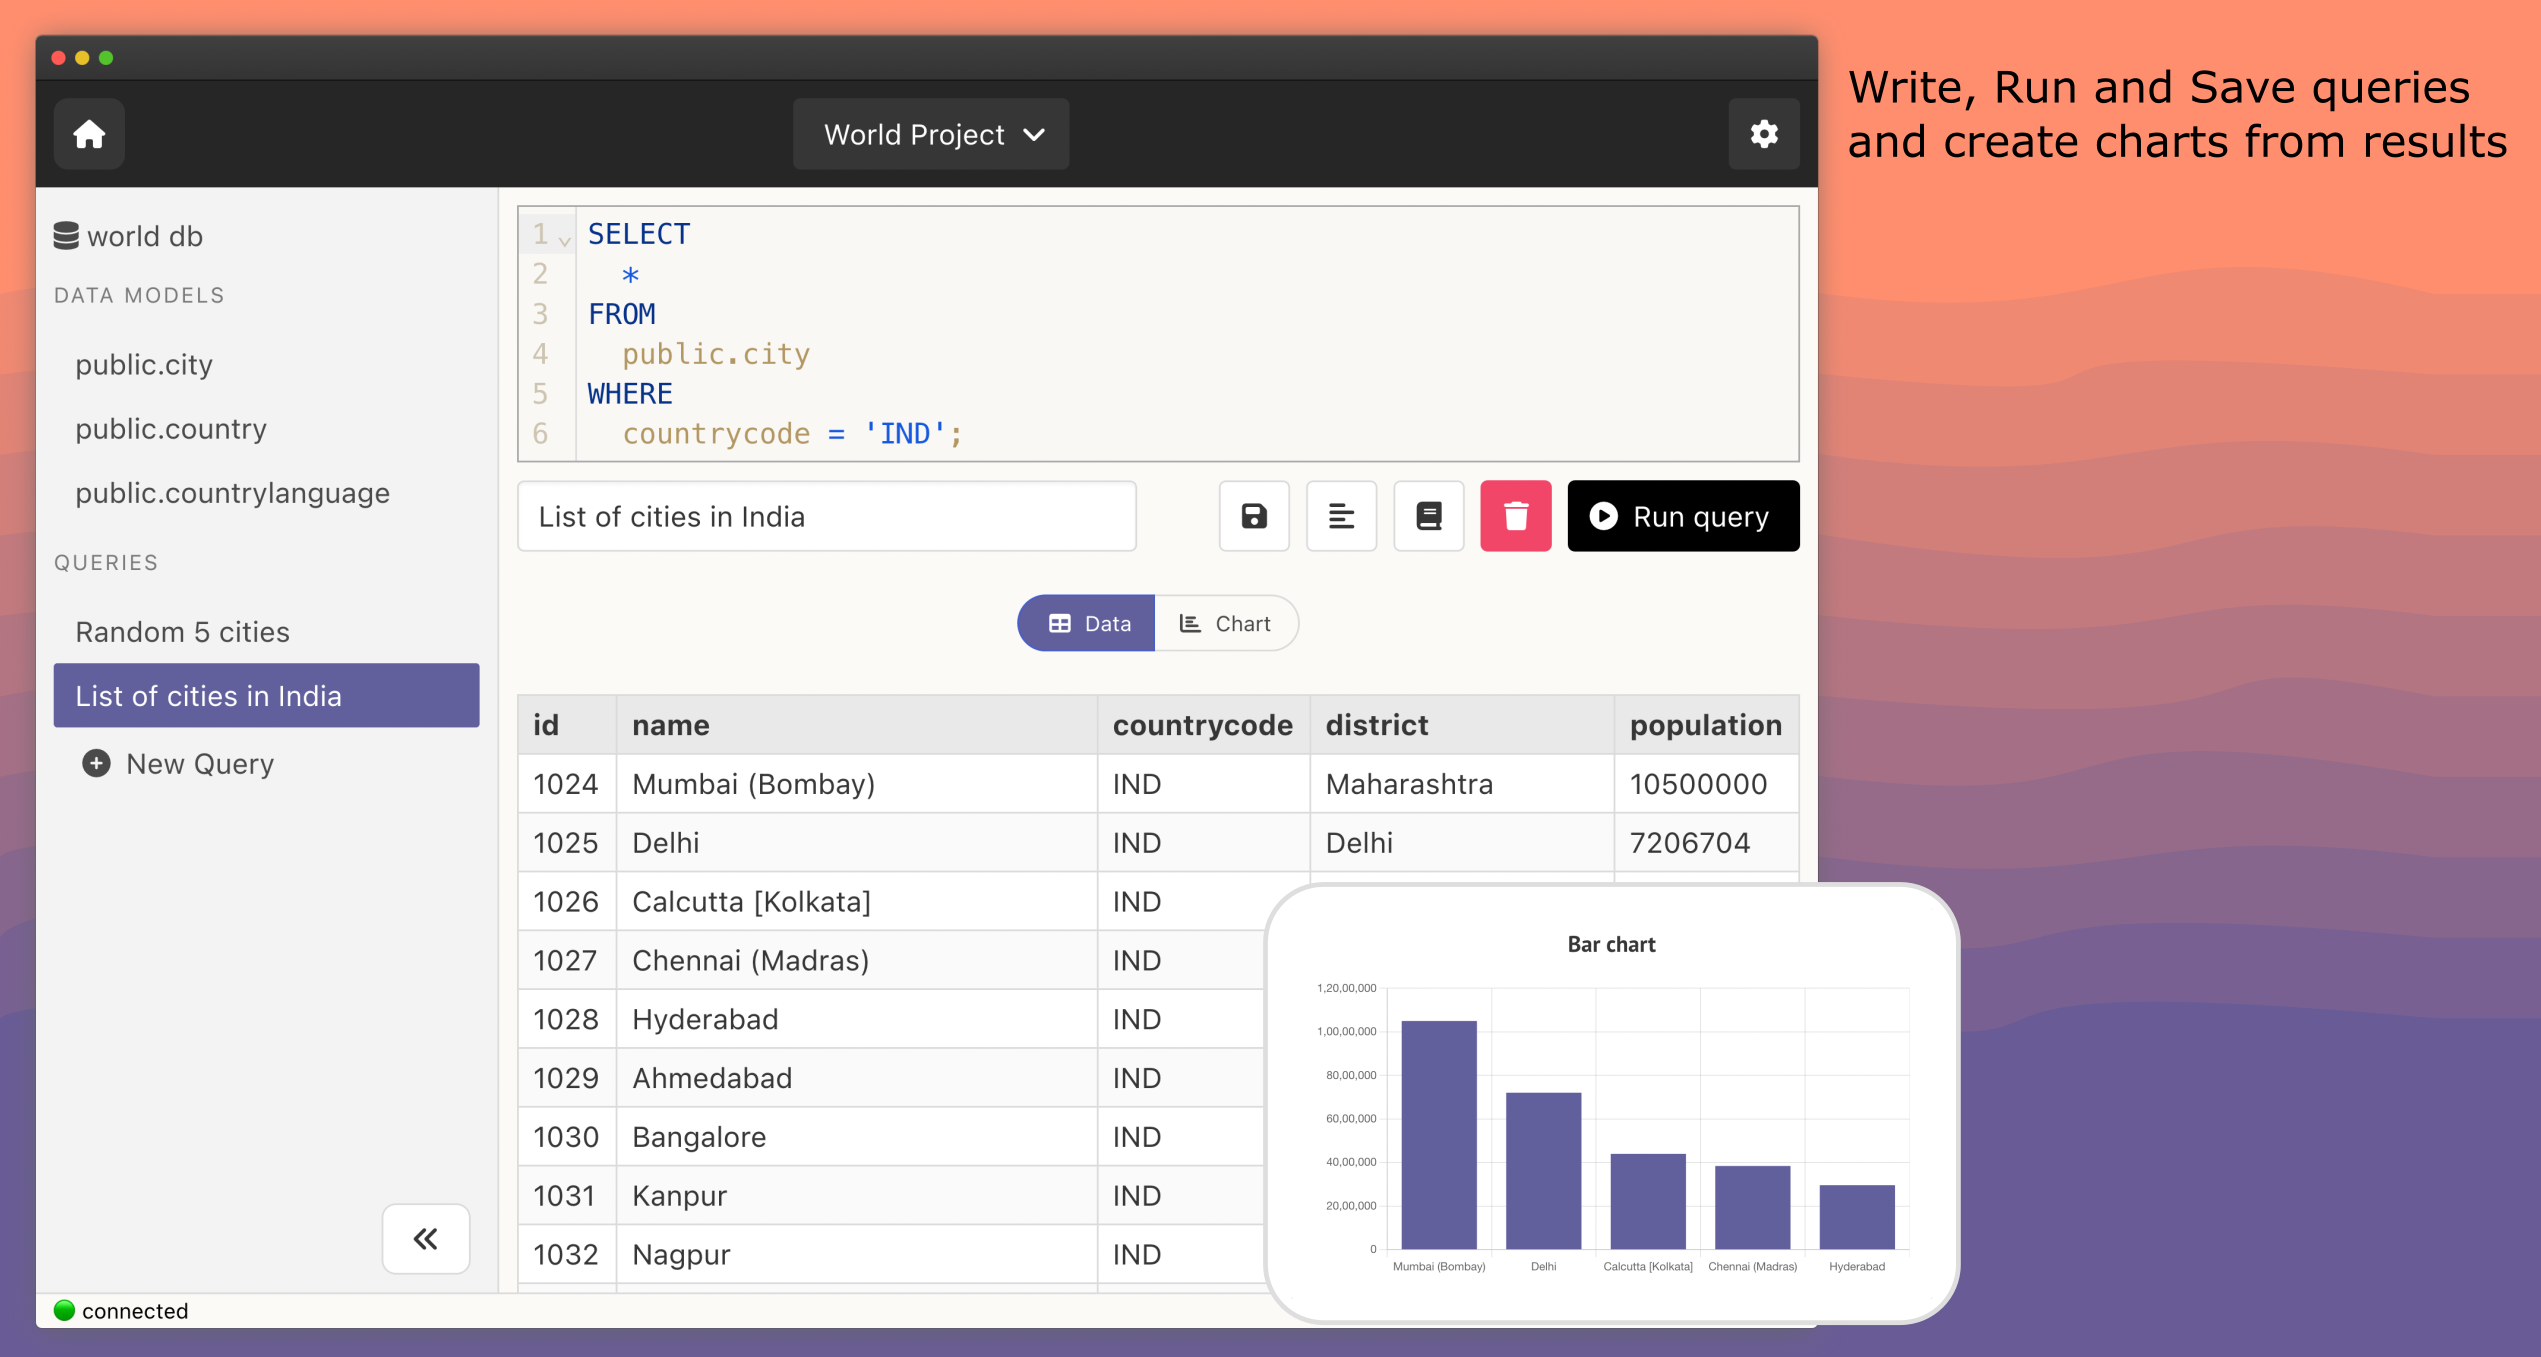 Write, Run and Save queries
and create charts from results
World Project
world db
DATA MODELS
public.city
public.country
public.countrylanguage
QUERIES
Random 5 cities
List of cities in India
New Query
connected
1 SELECT
2 *
3 FROM
4 public.city
5 WHERE
6 countrycode = 'IND';
List of cities in India
Run query
Data Chart
id name countrycode district population
1024 Mumbai (Bombay) IND Maharashtra 10500000
1025 Delhi IND Delhi 7206704
1026 Calcutta [Kolkata] IND
1027 Chennai (Madras) IND
1028 Hyderabad IND
1029 Ahmedabad IND
1030 Bangalore IND
1031 Kanpur IND
1032 Nagpur IND
Bar chart
1,20,00,000
1,00,00,000
80,00,000
60,00,000
40,00,000
20,00,000
0
Mumbai (Bombay) Delhi Calcutta [Kolkata] Chennai (Madras) Hyderabad